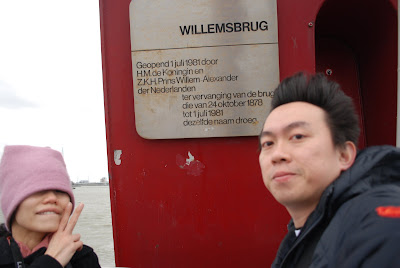 WILLEMSBRUG
Geopend 1 juli 1981 door
H.M. de Koningin en
Z.K.H. Prins Willem Alexander
der Nederlanden
ter vervanging van de brug
die van 24 oktober 1878
tot 1 juli 1981
dezelfde naam droeg.